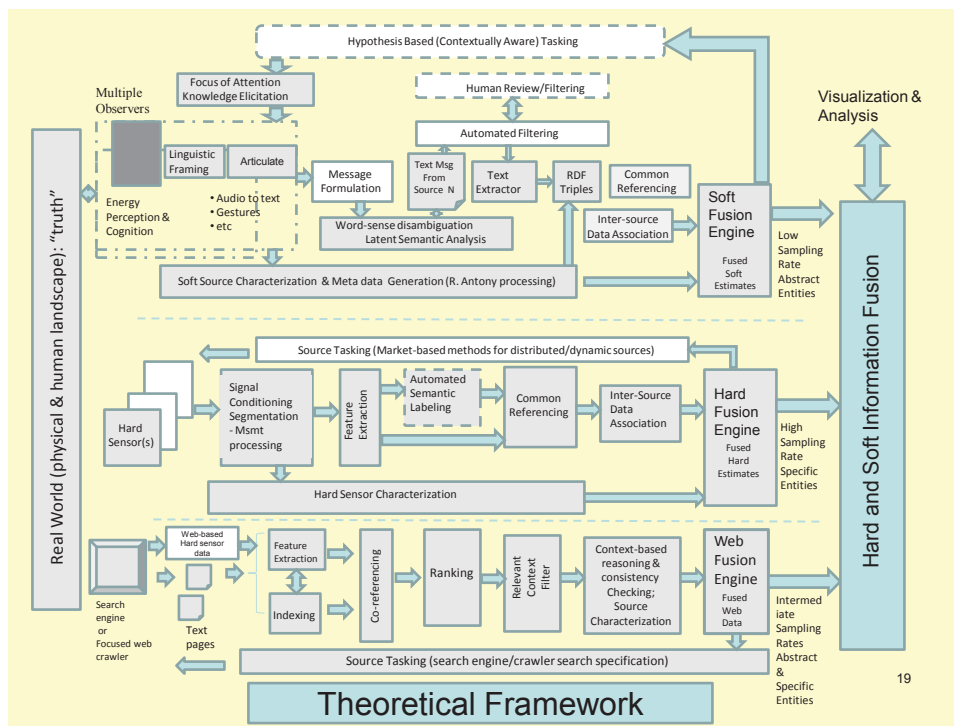 Hypothesis Based (Contextually Aware) Tasking
Focus of Attention
Knowledge Elicitation
Human Review/Filtering
Visualization &
Analysis
Multiple
Observers
Automated Filtering
Linguistic
Framing
Articulate
Message
Formulation
Text Msg
From
Source N
Text
Extractor
RDF
Triples
Common
Referencing
Energy
Perception &
Cognition
• Audio to text
• Gestures
• etc
Word-sense disambiguation
Latent Semantic Analysis
Inter-source
Data Association
Soft
Fusion
Engine
Fused
Soft
Estimates
Low
Sampling
Rate
Abstract
Entities
Soft Source Characterization & Meta data Generation (R. Antony processing)
Real World (physical & human landscape): “truth”
Hard and Soft Information Fusion
Source Tasking (Market-based methods for distributed/dynamic sources)
Hard
Sensor(s)
Signal
Conditioning
Segmentation
- Msmt
processing
Feature
Extraction
Automated
Semantic
Labeling
Common
Referencing
Inter-Source
Data
Association
Hard
Fusion
Engine
Fused
Hard
Estimates
High
Sampling
Rate
Specific
Entities
Hard Sensor Characterization
Web-based
Hard sensor
data
Feature
Extraction
Indexing
Co-referencing
Ranking
Relevant
Context
Filter
Context-based
reasoning &
consistency
Checking;
Source
Characterization
Web
Fusion
Engine
Fused
Web
Data
Intermed
iate
Sampling
Rates
Abstract
&
Specific
Entities
Search
engine
or
Focused web
crawler
Text
pages
Source Tasking (search engine/crawler search specification)
19
Theoretical Framework